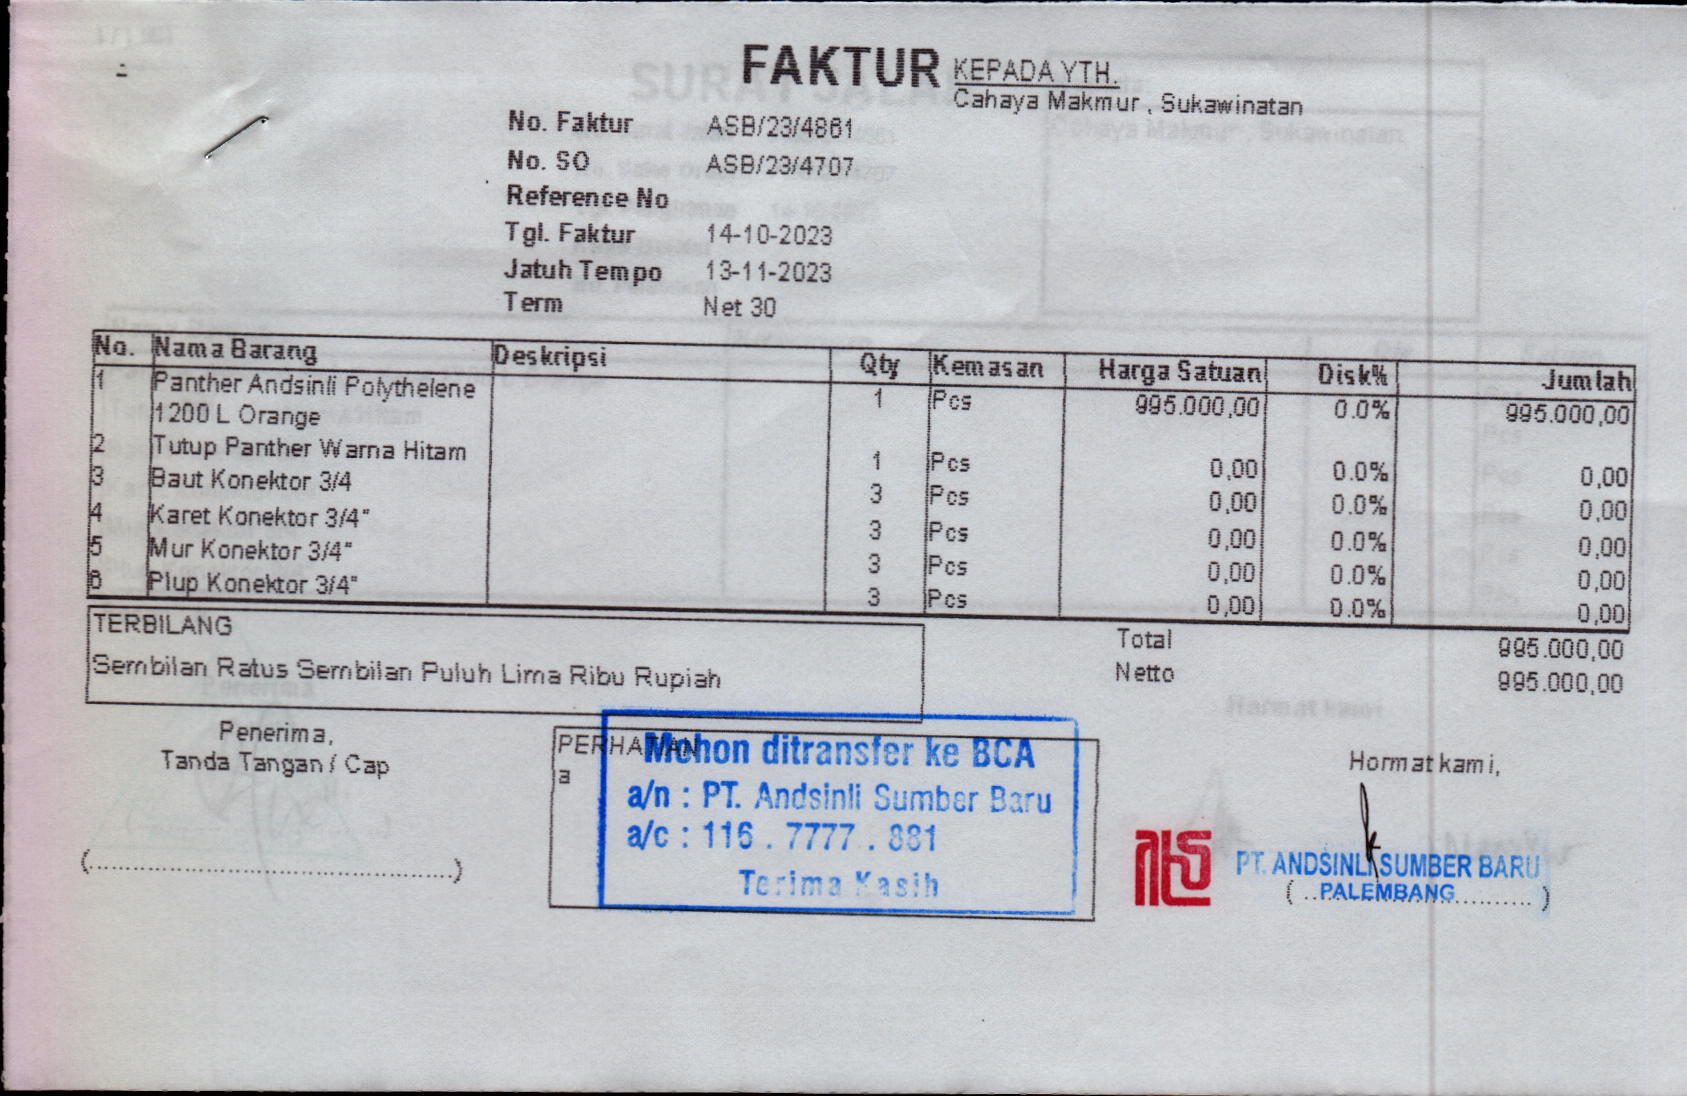 FAKTUR
KEPADA YTH.
Cahaya Makmur , Sukawinatan
No. Faktur ASB/23/4861
No. SO ASB/23/4707
Reference No
Tgl. Faktur 14-10-2023
Jatuh Tempo 13-11-2023
Term Net 30
No. Nama Barang Deskripsi Qty Kemasan Harga Satuan Disk% Jumlah
1 Panther Andsinli Polythelene 1 Pcs 995.000,00 0.0% 995.000,00
1200 L Orange
2 Tutup Panther Warna Hitam 1 Pcs 0,00 0.0% 0,00
3 Baut Konektor 3/4 3 Pcs 0,00 0.0% 0,00
4 Karet Konektor 3/4" 3 Pcs 0,00 0.0% 0,00
5 Mur Konektor 3/4" 3 Pcs 0,00 0.0% 0,00
6 Plup Konektor 3/4" 3 Pcs 0,00 0.0% 0,00
TERBILANG
Sembilan Ratus Sembilan Puluh Lima Ribu Rupiah
Total 995.000,00
Netto 995.000,00
Penerima,
Tanda Tangan / Cap
(................................................)
PERHATIAN
a
Mohon ditransfer ke BCA
a/n : PT. Andsinli Sumber Baru
a/c : 116 . 7777 . 881
Terima Kasih
Hormat kami,
PT. ANDSINLI SUMBER BARU
PALEMBANG